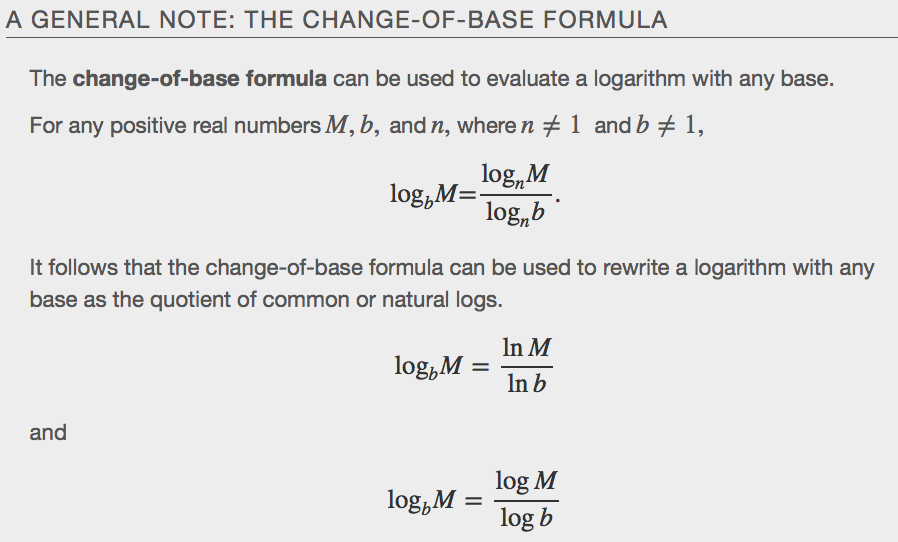 A GENERAL NOTE: THE CHANGE-OF-BASE FORMULA
The change-of-base formula can be used to evaluate a logarithm with any base.
For any positive real numbers M, b, and n, where n ≠ 1 and b ≠ 1,
log_b M = \frac{log_n M}{log_n b}.
It follows that the change-of-base formula can be used to rewrite a logarithm with any
base as the quotient of common or natural logs.
log_b M = \frac{ln M}{ln b}
and
log_b M = \frac{log M}{log b}